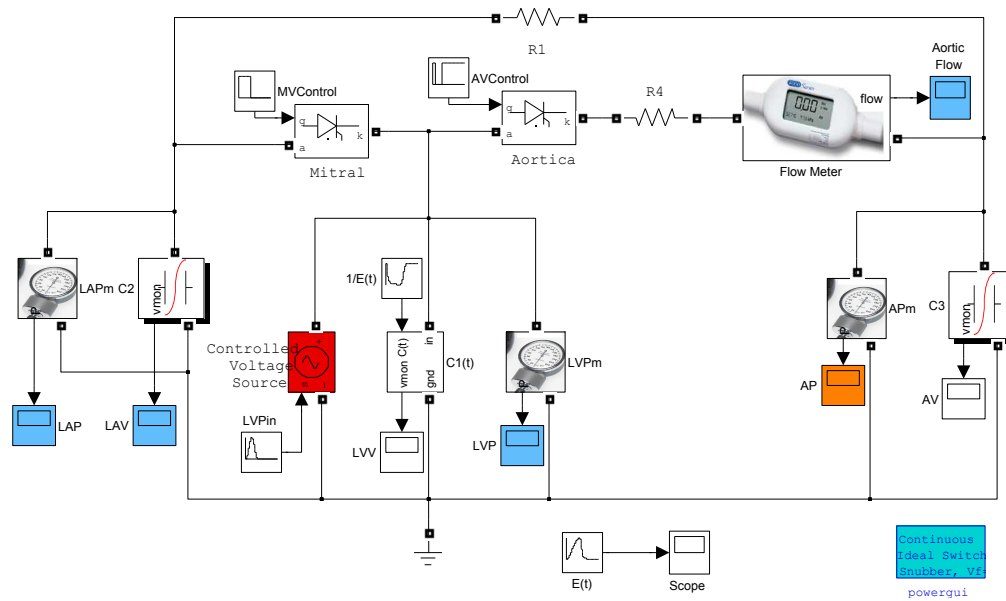 R1
Aortic
Flow
MVControl
AVControl
R4
g
k
a
Mitral
g
k
a
Aortica
0.00
flow
Flow Meter
LAPm
C2
vmon
1/E(t)
Controlled
Voltage
Source
s
+
-
vmon C(t)
in
gnd
C1(t)
LVPm
P
APm
P
C3
vmon
P
LAP
LAV
LVPin
LVV
LVP
AP
AV
E(t)
Scope
Continuous
Ideal Switch
Snubber, Vf=
powergui